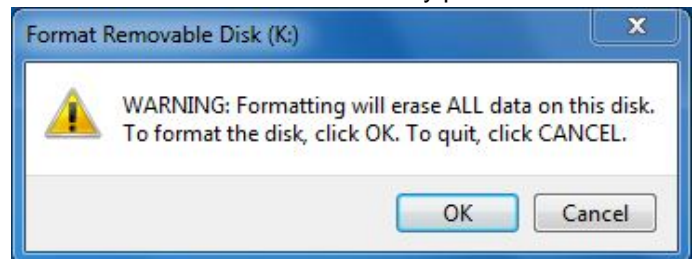 Format Removable Disk (K:)
WARNING: Formatting will erase ALL data on this disk.
To format the disk, click OK. To quit, click CANCEL.
OK
Cancel